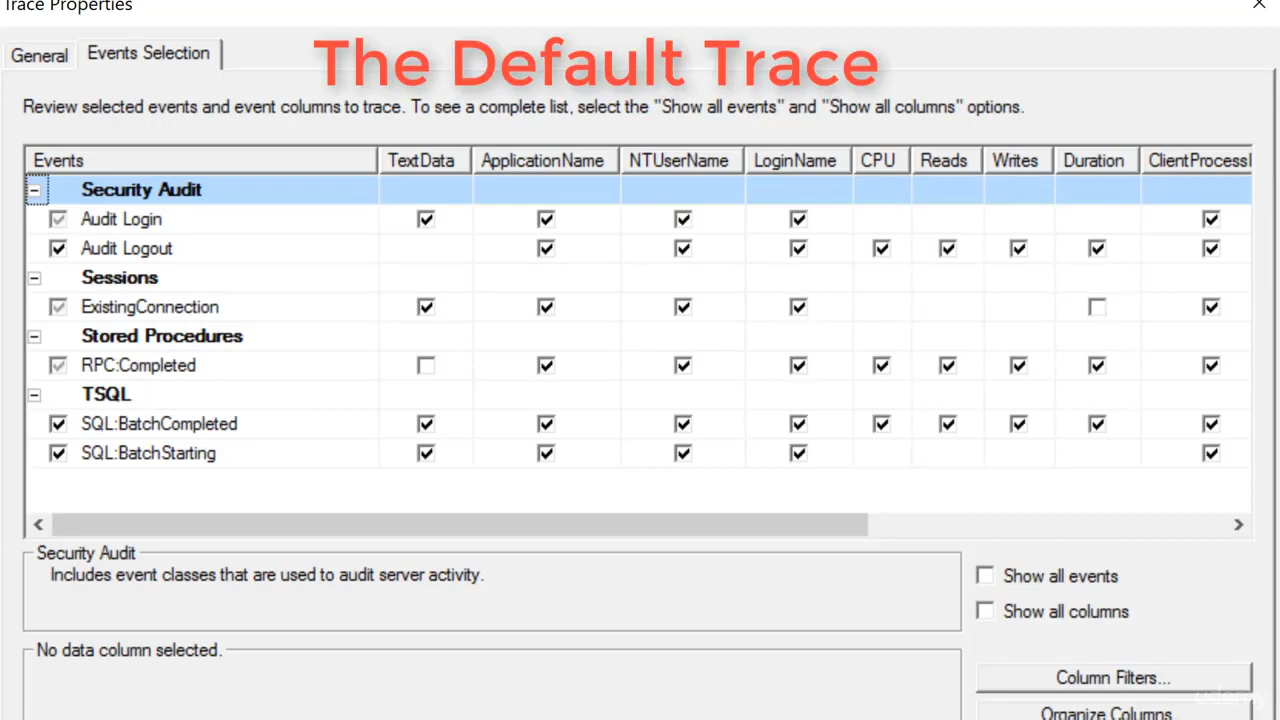 Trace Properties
General
Events Selection
The Default Trace
Review selected events and event columns to trace. To see a complete list, select the "Show all events" and "Show all columns" options.
Events TextData ApplicationName NTUserName LoginName CPU Reads Writes Duration ClientProcessI
Security Audit
Audit Login
Audit Logout
Sessions
ExistingConnection
Stored Procedures
RPC:Completed
TSQL
SQL:BatchCompleted
SQL:BatchStarting
Security Audit
Includes event classes that are used to audit server activity.
Show all events
Show all columns
No data column selected.
Column Filters...
Organize Columns
udemy